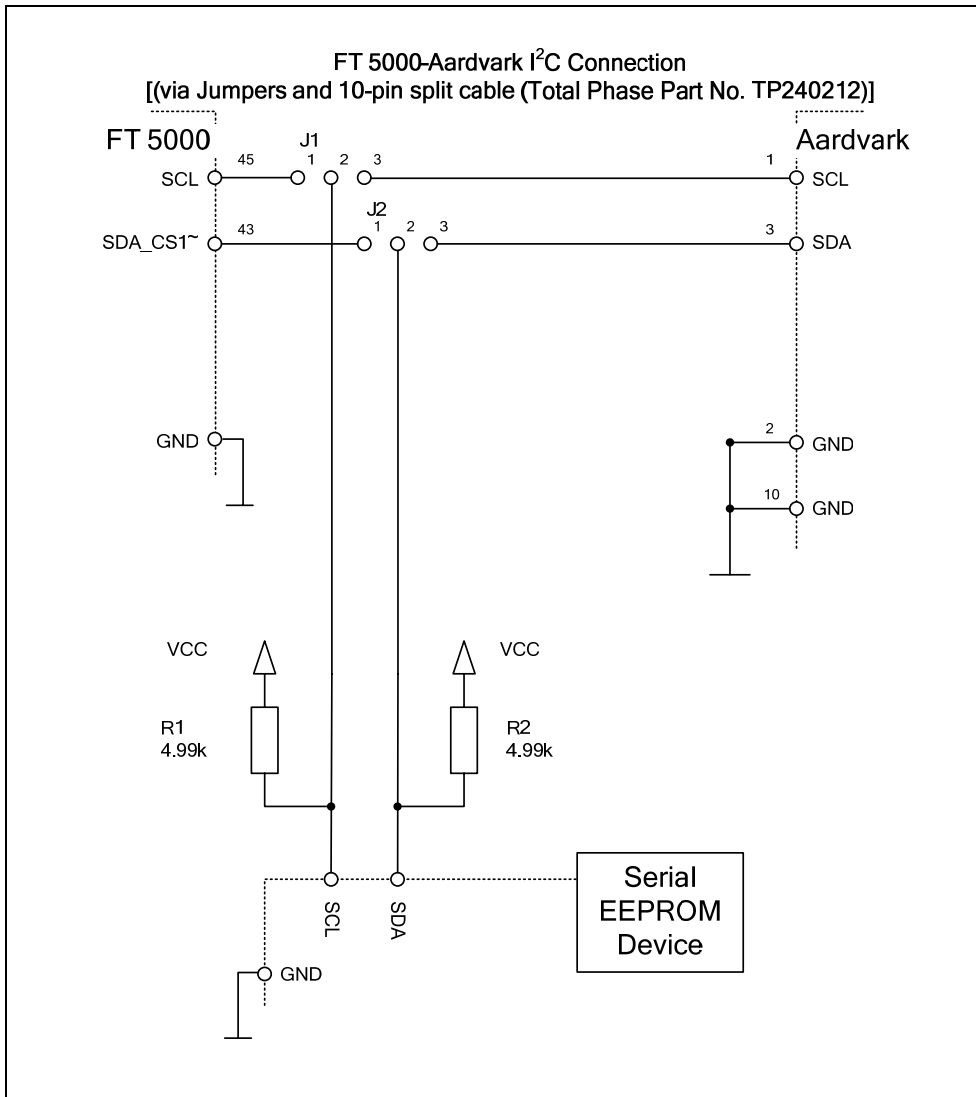 FT 5000-Aardvark I²C Connection
[(via Jumpers and 10-pin split cable (Total Phase Part No. TP240212)]
FT 5000
J1
Aardvark
45
1
2
3
1
SCL
SCL
J2
43
1
2
3
3
SDA_CS1~
SDA
GND
2
GND
10
GND
VCC
VCC
R1
4.99k
R2
4.99k
SCL
SDA
Serial
EEPROM
Device
GND